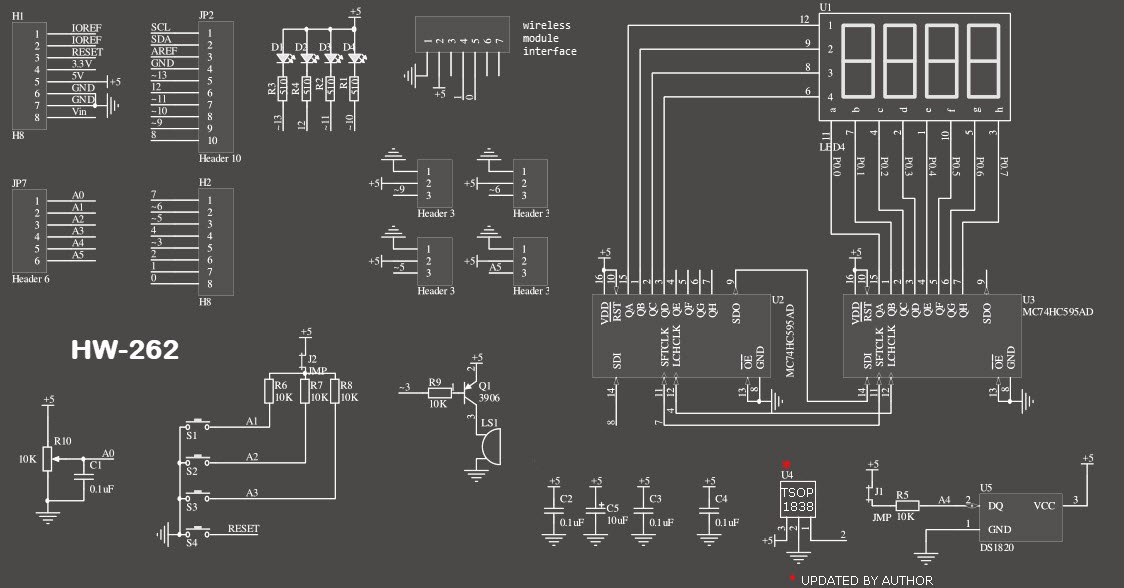 H1
1 IOREF
2 IOREF
3 RESET
4 3.3V
5 5V +5
6 GND
7 GND
8 Vin
H8
JP2
SCL 1
SDA 2
AREF 3
GND 4
~13 5
12 6
~11 7
~10 8
~9 9
8 10
Header 10
+5
D1 D2 D3 D4
R3 R4 R2 R1
510 510 510 510
~13 12 ~11 ~10
1 2 3 4 5 6 7
+5
1 0
wireless
module
interface
U1
12 1
9 2
8 3
6 4
a b c d e f g h
11 7 4 2 1 10 5 3
LED4
P0.0 P0.1 P0.2 P0.3 P0.4 P0.5 P0.6 P0.7
JP7
1 A0
2 A1
3 A2
4 A3
5 A4
6 A5
Header 6
H2
7 1
~6 2
~5 3
4 4
~3 5
2 6
1 7
0 8
H8
1
+5 2
~9 3
Header 3
1
+5 2
~6 3
Header 3
1
+5 2
~5 3
Header 3
1
+5 2
A5 3
Header 3
+5
16 10 15 1 2 3 4 5 6 7 9
VDD RST QA QB QC QD QE QF QG QH SDO
U2
MC74HC595AD
SDI SFTCLK LCHCLK OE GND
14 11 12 13 8
8 7 4
+5
16 10 15 1 2 3 4 5 6 7 9
VDD RST QA QB QC QD QE QF QG QH SDO
U3
MC74HC595AD
SDI SFTCLK LCHCLK OE GND
14 11 12 13 8
HW-262
+5
R10
10K
A0
C1
0.1uF
+5
J2
JMP
R6 R7 R8
10K 10K 10K
A1
S1
A2
S2
A3
S3
RESET
S4
+5
2
~3 R9
10K
1
Q1
3906
3
LS1
+5 +5 +5 +5
C2 C5 C3 C4
+
0.1uF 10uF 0.1uF 0.1uF
U4
TSOP
1838
3 2 1
+5 2
+5
J1
JMP
R5
10K
A4 2
1
U5
DQ VCC
GND
DS1820
3
+5
* UPDATED BY AUTHOR